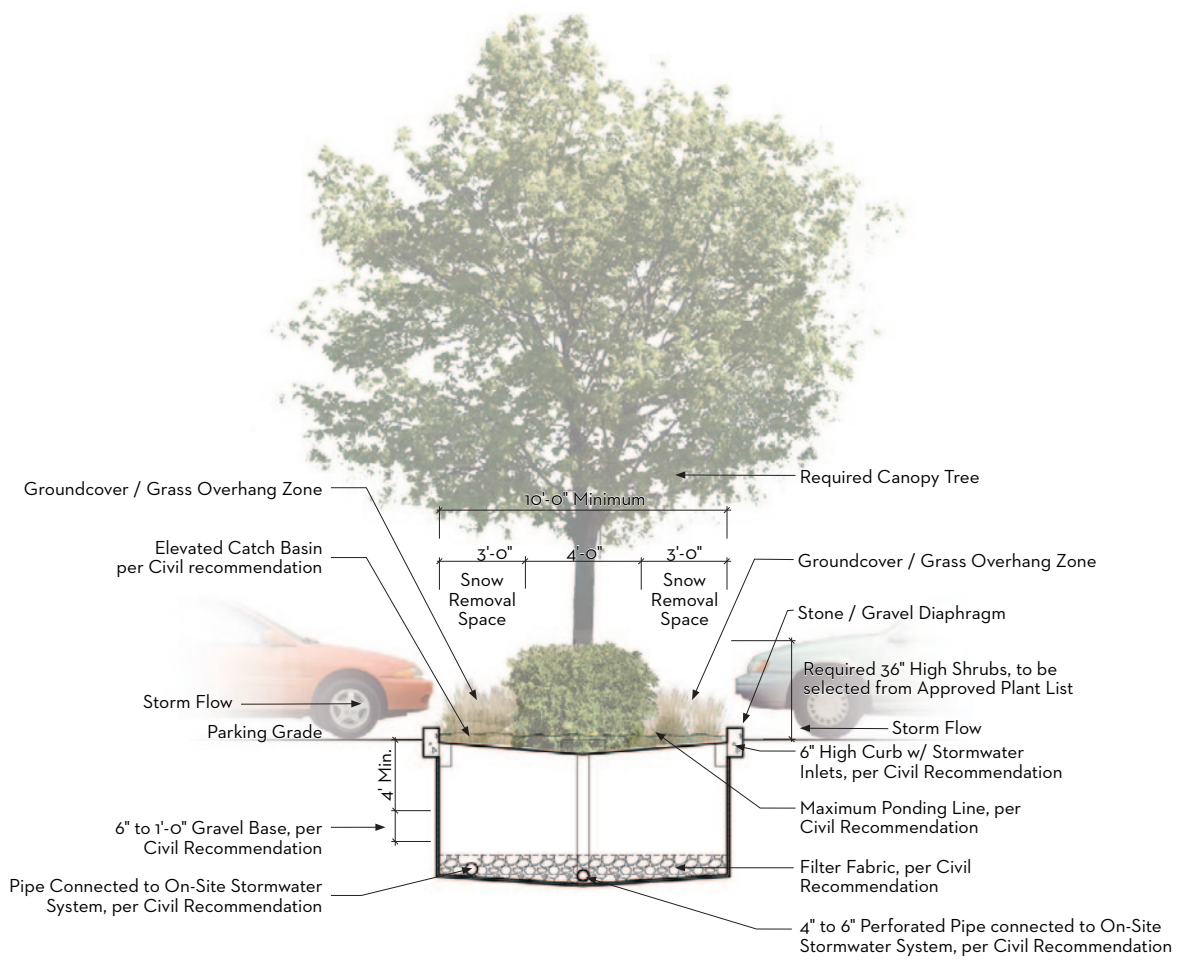 Required Canopy Tree
Groundcover / Grass Overhang Zone
10'-0" Minimum
Elevated Catch Basin
per Civil recommendation
3'-0"
4'-0"
3'-0"
Groundcover / Grass Overhang Zone
Snow
Removal
Space
Snow
Removal
Space
Stone / Gravel Diaphragm
Required 36" High Shrubs, to be
selected from Approved Plant List
Storm Flow
Storm Flow
Parking Grade
6" High Curb w/ Stormwater
Inlets, per Civil Recommendation
4' Min.
Maximum Ponding Line, per
Civil Recommendation
6" to 1'-0" Gravel Base, per
Civil Recommendation
Filter Fabric, per Civil
Recommendation
Pipe Connected to On-Site Stormwater
System, per Civil Recommendation
4" to 6" Perforated Pipe connected to On-Site
Stormwater System, per Civil Recommendation